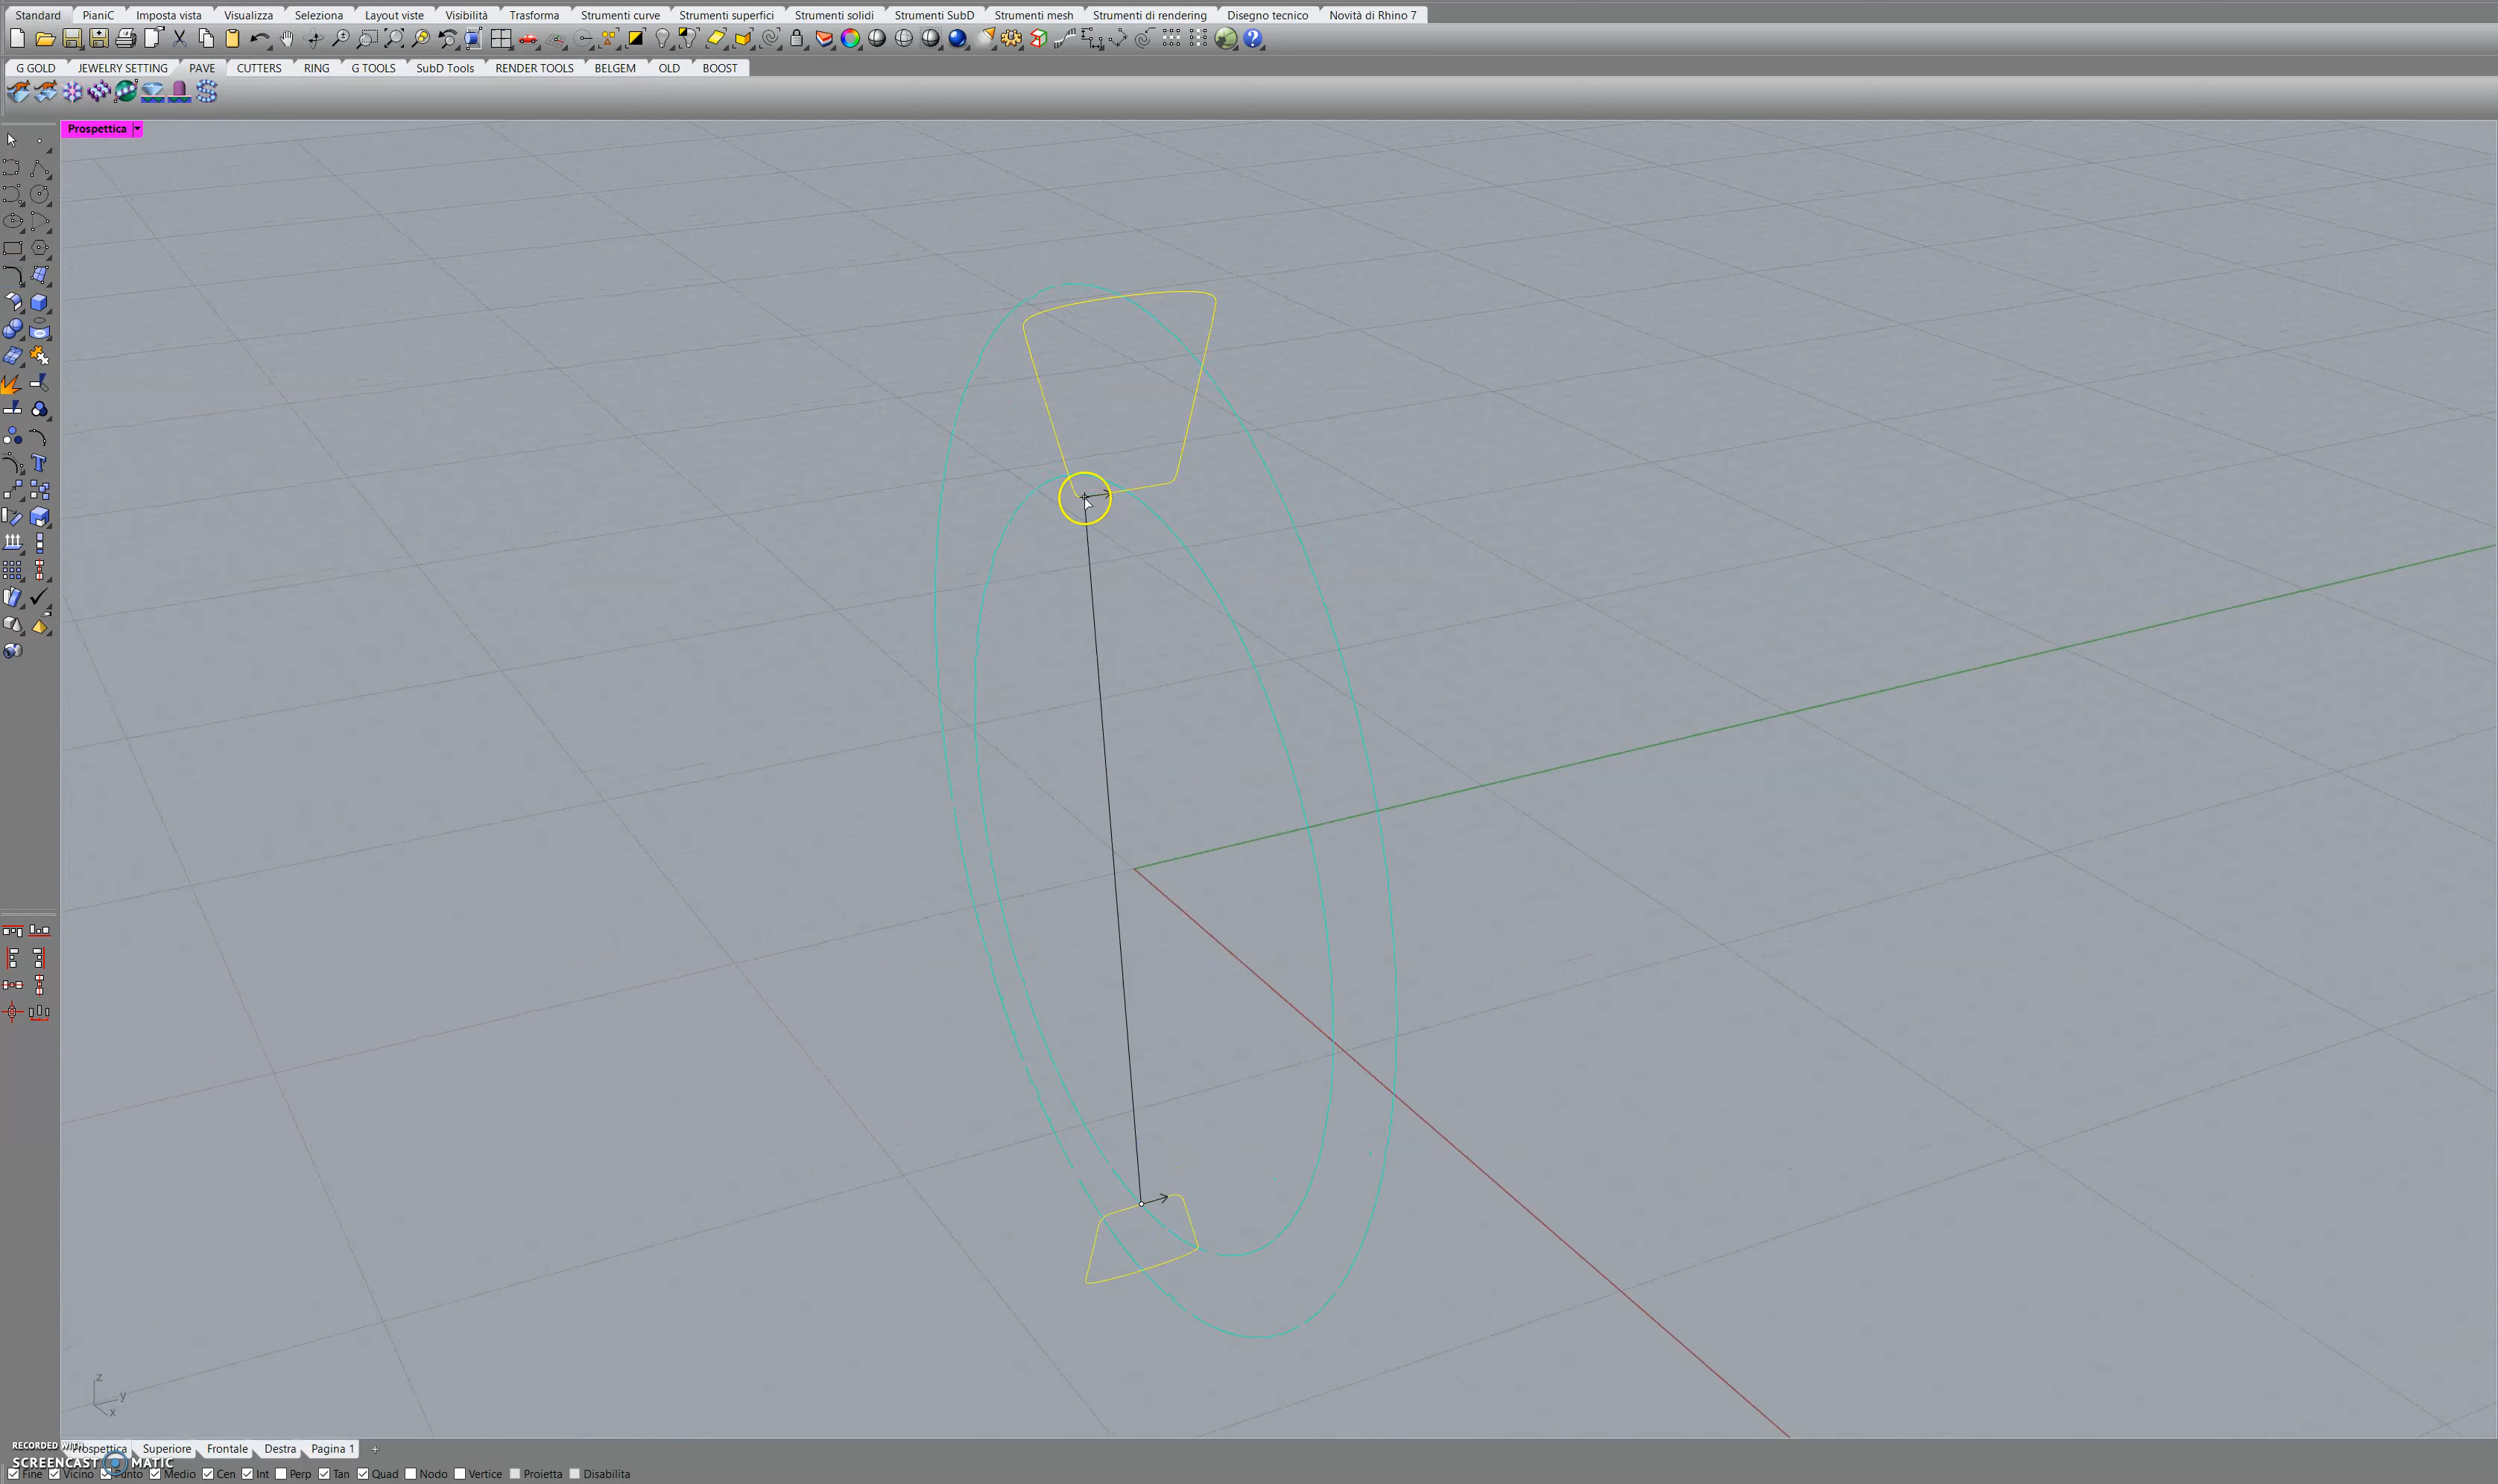 Standard PianiC Imposta vista Visualizza Seleziona Layout viste Visibilità Trasforma Strumenti curve Strumenti superfici Strumenti solidi Strumenti SubD Strumenti mesh Strumenti di rendering Disegno tecnico Novità di Rhino 7
G GOLD JEWELRY SETTING PAVE CUTTERS RING G TOOLS SubD Tools RENDER TOOLS BELGEM OLD BOOST
Prospettica
z
y
x
RECORDED WITH
Prospettica Superiore Frontale Destra Pagina 1 +
SCREENCAST MATIC
Fine Vicino Punto Medio Cen Int Perp Tan Quad Nodo Vertice Proietta Disabilita